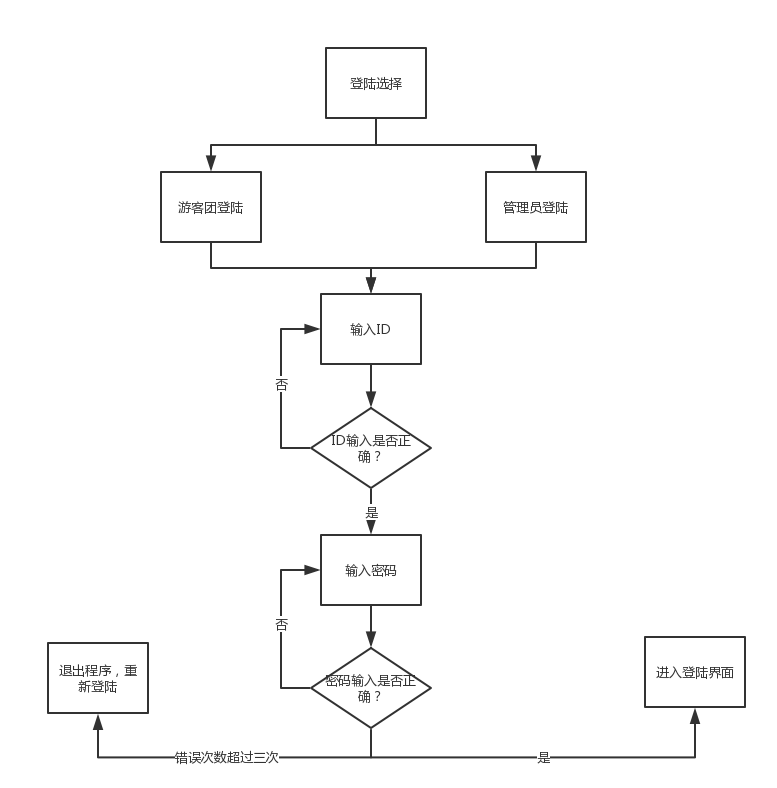 登陆选择
游客团登陆
管理员登陆
输入ID
否
ID输入是否正
确？
是
输入密码
否
退出程序，重
新登陆
密码输入是否正
确？
进入登陆界面
错误次数超过三次
是